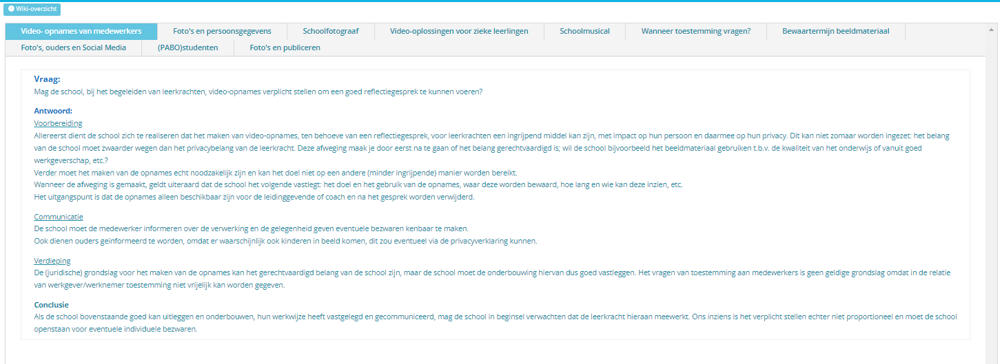 Wiki-overzicht
Video- opnames van medewerkers
Foto's en persoonsgegevens
Schoolfotograaf
Video-oplossingen voor zieke leerlingen
Schoolmusical
Wanneer toestemming vragen?
Bewaartermijn beeldmateriaal
Foto's, ouders en Social Media
(PABO)studenten
Foto's en publiceren
Vraag:
Mag de school, bij het begeleiden van leerkrachten, video-opnames verplicht stellen om een goed reflectiegesprek te kunnen voeren?
Antwoord:
Voorbereiding
Allereerst dient de school zich te realiseren dat het maken van video-opnames, ten behoeve van een reflectiegesprek, voor leerkrachten een ingrijpend middel kan zijn, met impact op hun persoon en daarmee op hun privacy. Dit kan niet zomaar worden ingezet: het belang
van de school moet zwaarder wegen dan het privacybelang van de leerkracht. Deze afweging maak je door eerst na te gaan of het belang gerechtvaardigd is; wil de school bijvoorbeeld het beeldmateriaal gebruiken t.b.v. de kwaliteit van het onderwijs of vanuit goed
werkgeverschap, etc.?
Verder moet het maken van de opnames echt noodzakelijk zijn en kan het doel niet op een andere (minder ingrijpende) manier worden bereikt.
Wanneer de afweging is gemaakt, geldt uiteraard dat de school het volgende vastlegt: het doel en het gebruik van de opnames, waar deze worden bewaard, hoe lang en wie kan deze inzien, etc.
Het uitgangspunt is dat de opnames alleen beschikbaar zijn voor de leidinggevende of coach en na het gesprek worden verwijderd.
Communicatie
De school moet de medewerker informeren over de verwerking en de gelegenheid geven eventuele bezwaren kenbaar te maken.
Ook dienen ouders geïnformeerd te worden, omdat er waarschijnlijk ook kinderen in beeld komen, dit zou eventueel via de privacyverklaring kunnen.
Verdieping
De (juridische) grondslag voor het maken van de opnames kan het gerechtvaardigd belang van de school zijn, maar de school moet de onderbouwing hiervan dus goed vastleggen. Het vragen van toestemming aan medewerkers is geen geldige grondslag omdat in de relatie
van werkgever/werknemer toestemming niet vrijelijk kan worden gegeven.
Conclusie
Als de school bovenstaande goed kan uitleggen en onderbouwen, hun werkwijze heeft vastgelegd en gecommuniceerd, mag de school in beginsel verwachten dat de leerkracht hieraan meewerkt. Ons inziens is het verplicht stellen echter niet proportioneel en moet de school
openstaan voor eventuele individuele bezwaren.